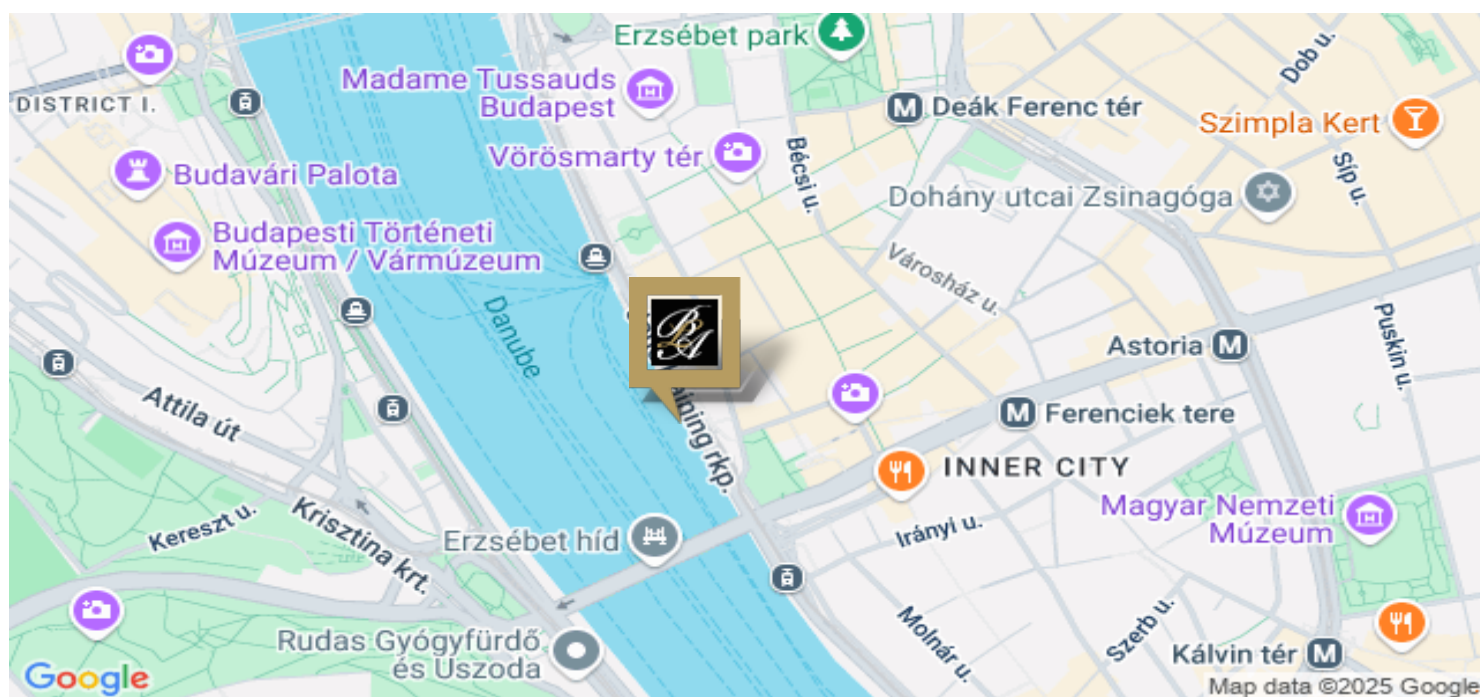 Erzsébet park
Madame Tussauds
Budapest
DISTRICT I.
Deák Ferenc tér
Dob u.
Szimpla Kert
Vörösmarty tér
Bécsi u.
Síp u.
Budavári Palota
Dohány utcai Zsinagóga
Budapesti Történeti
Múzeum / Vármúzeum
Városház u.
Danube
B
2
A
Astoria
Puskin u.
Attila út
rkp.
Ferenciek tere
INNER CITY
Kereszt u.
Krisztina krt.
Erzsébet híd
Irányi u.
Magyar Nemzeti
Múzeum
Rudas Gyógyfürdő
és Uszoda
Molnár u.
Szerb u.
Kálvin tér
Google
Map data ©2025 Google